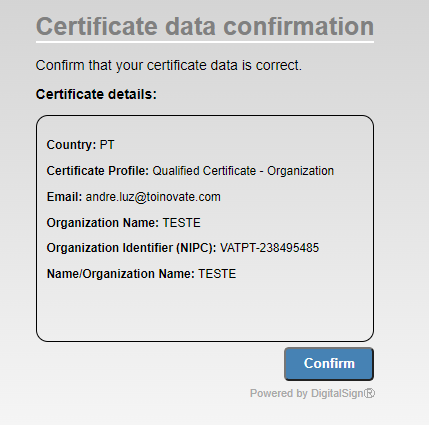 Certificate data confirmation
Confirm that your certificate data is correct.
Certificate details:
Country: PT
Certificate Profile: Qualified Certificate - Organization
Email: andre.luz@toinovate.com
Organization Name: TESTE
Organization Identifier (NIPC): VATPT-238495485
Name/Organization Name: TESTE
Confirm
Powered by DigitalSign®